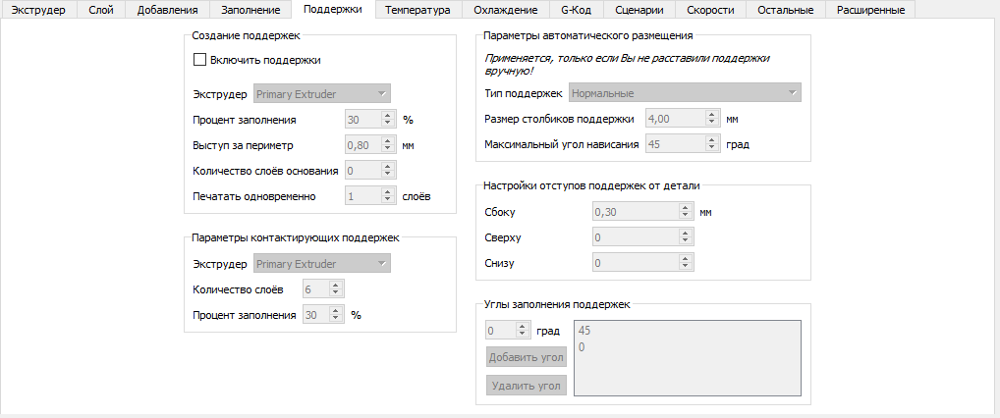 Экструдер Слой Добавления Заполнение Поддержки Температура Охлаждение G-Код Сценарии Скорости Остальные Расширенные
Создание поддержек
Включить поддержки
Экструдер Primary Extruder
Процент заполнения 30 %
Выступ за периметр 0,80 мм
Количество слоёв основания 0
Печатать одновременно 1 слоёв
Параметры контактирующих поддержек
Экструдер Primary Extruder
Количество слоёв 6
Процент заполнения 30 %
Параметры автоматического размещения
Применяется, только если Вы не расставили поддержки
вручную!
Тип поддержек Нормальные
Размер столбиков поддержки 4,00 мм
Максимальный угол нависания 45 град
Настройки отступов поддержек от детали
Сбоку 0,30 мм
Сверху 0
Снизу 0
Углы заполнения поддержек
0 град 45
0
Добавить угол
Удалить угол